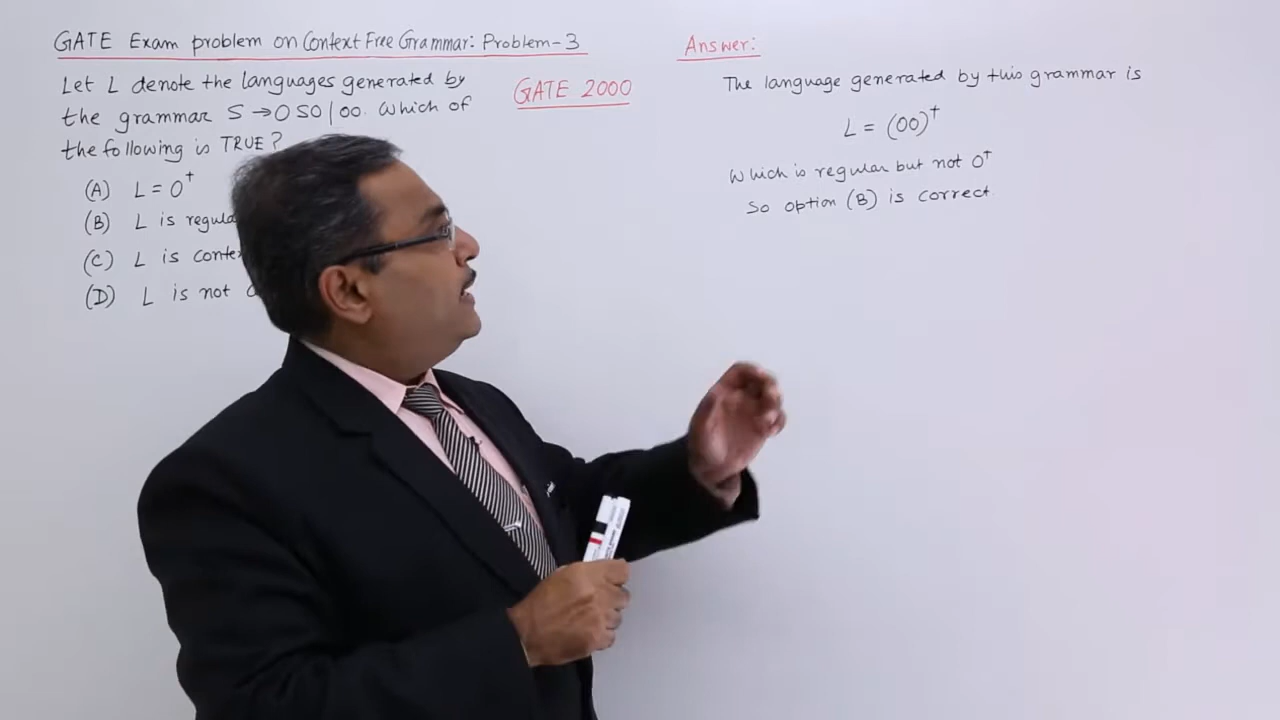 GATE Exam problem on Context Free Grammar: Problem-3
Let L denote the languages generated by
the grammar S → 0S0|00. Which of
the following is TRUE?
(A) L = 0⁺
(B) L is
(C) L is
(D) L is not
GATE 2000
Answer:
The language generated by this grammar is
L = (00)⁺
Which is regular but not 0⁺
So option (B) is correct